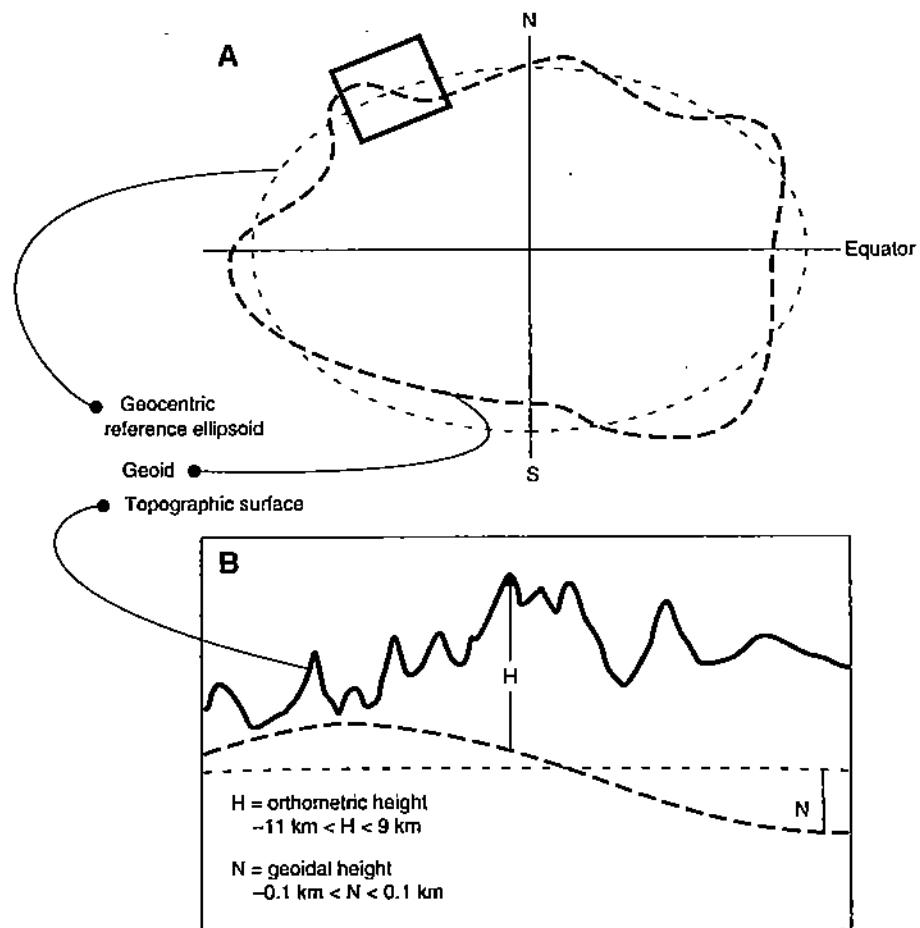 N
A
Equator
Geocentric
reference ellipsoid
Geoid
S
Topographic surface
B
H
H = orthometric height
–11 km < H < 9 km
N
N = geoidal height
–0.1 km < N < 0.1 km